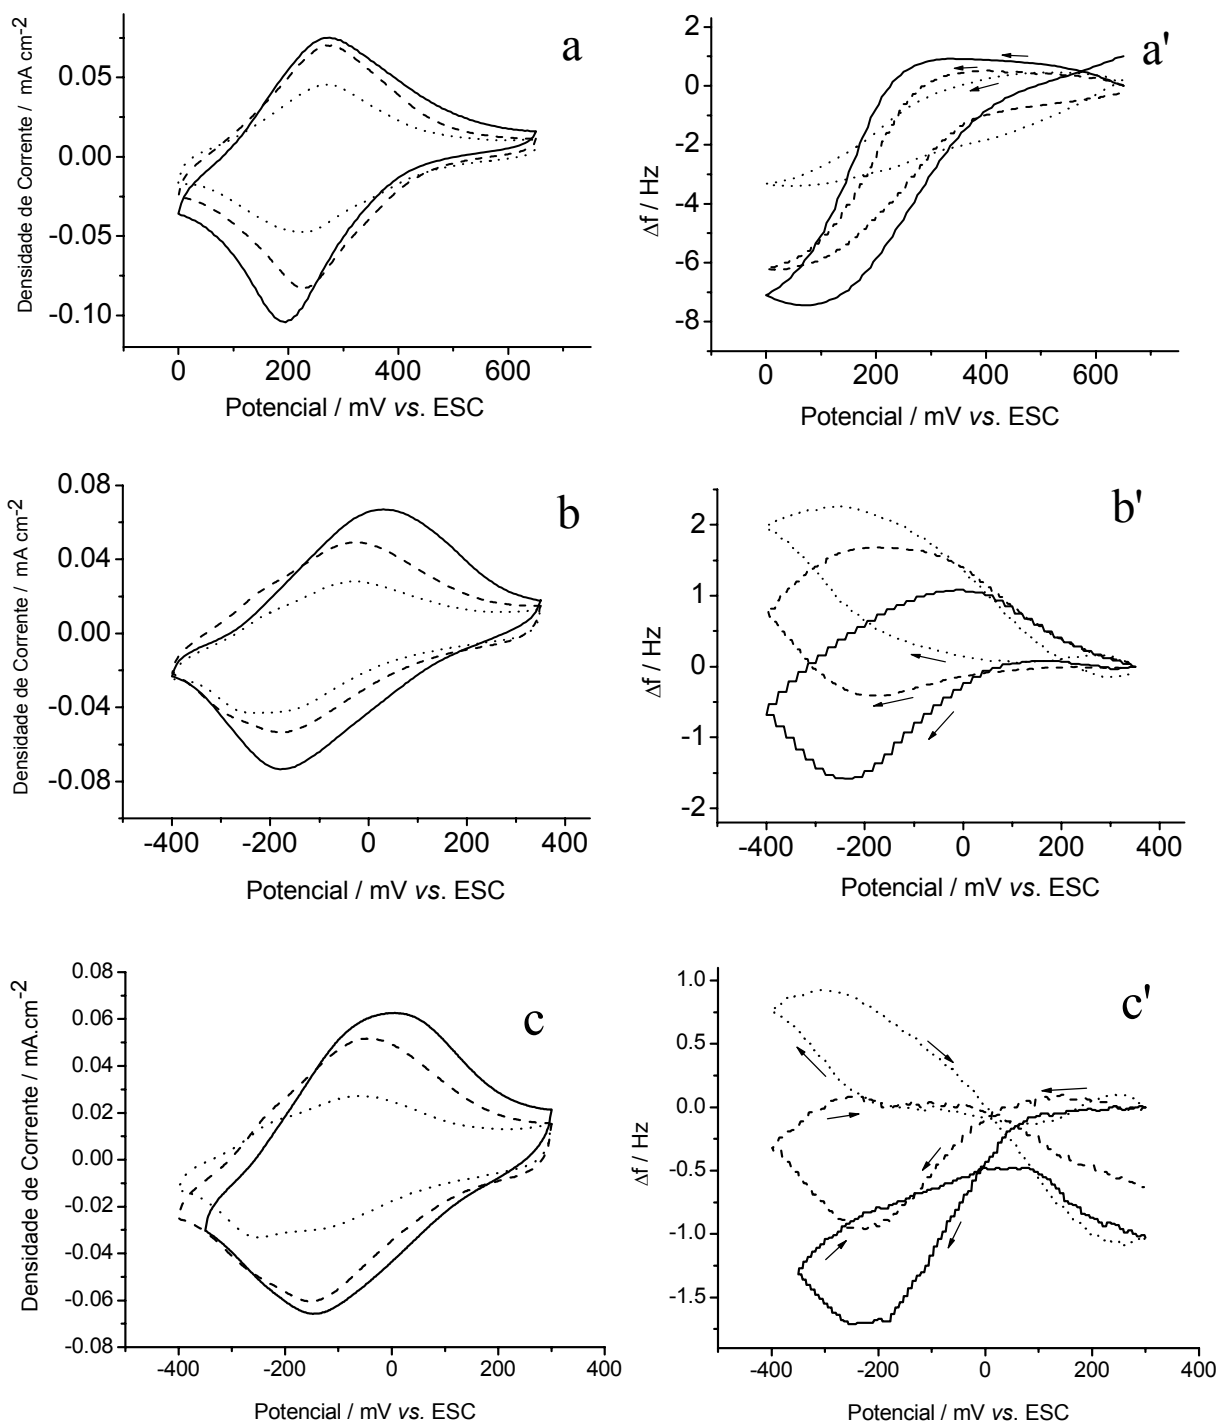 a
Densidade de Corrente / mA cm-2
0.05
0.00
-0.05
-0.10
0 200 400 600
Potencial / mV vs. ESC
a'
Δf / Hz
2
0
-2
-4
-6
-8
0 200 400 600
Potencial / mV vs. ESC
b
Densidade de Corrente / mA cm-2
0.08
0.04
0.00
-0.04
-0.08
-400 -200 0 200 400
Potencial / mV vs. ESC
b'
Δf / Hz
2
1
0
-1
-2
-400 -200 0 200 400
Potencial / mV vs. ESC
c
Densidade de Corrente / mA.cm-2
0.08
0.06
0.04
0.02
0.00
-0.02
-0.04
-0.06
-0.08
-400 -200 0 200 400
Potencial / mV vs. ESC
c'
Δf / Hz
1.0
0.5
0.0
-0.5
-1.0
-1.5
-400 -200 0 200 400
Potencial / mV vs. ESC